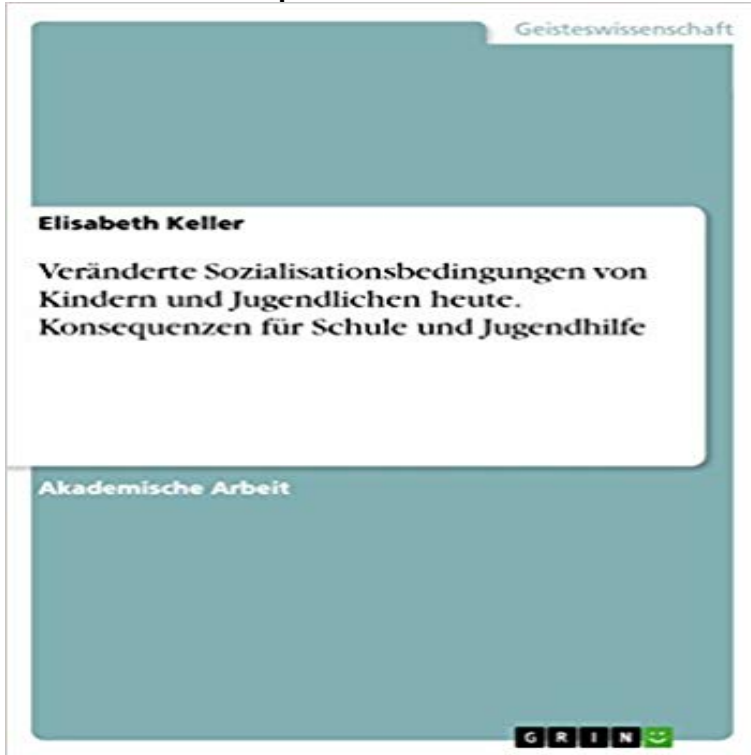 Geisteswissenschaft
Elisabeth Keller
Veränderte Sozialisationsbedingungen von
Kindern und Jugendlichen heute.
Konsequenzen für Schule und Jugendhilfe
Akademische Arbeit
GRIN